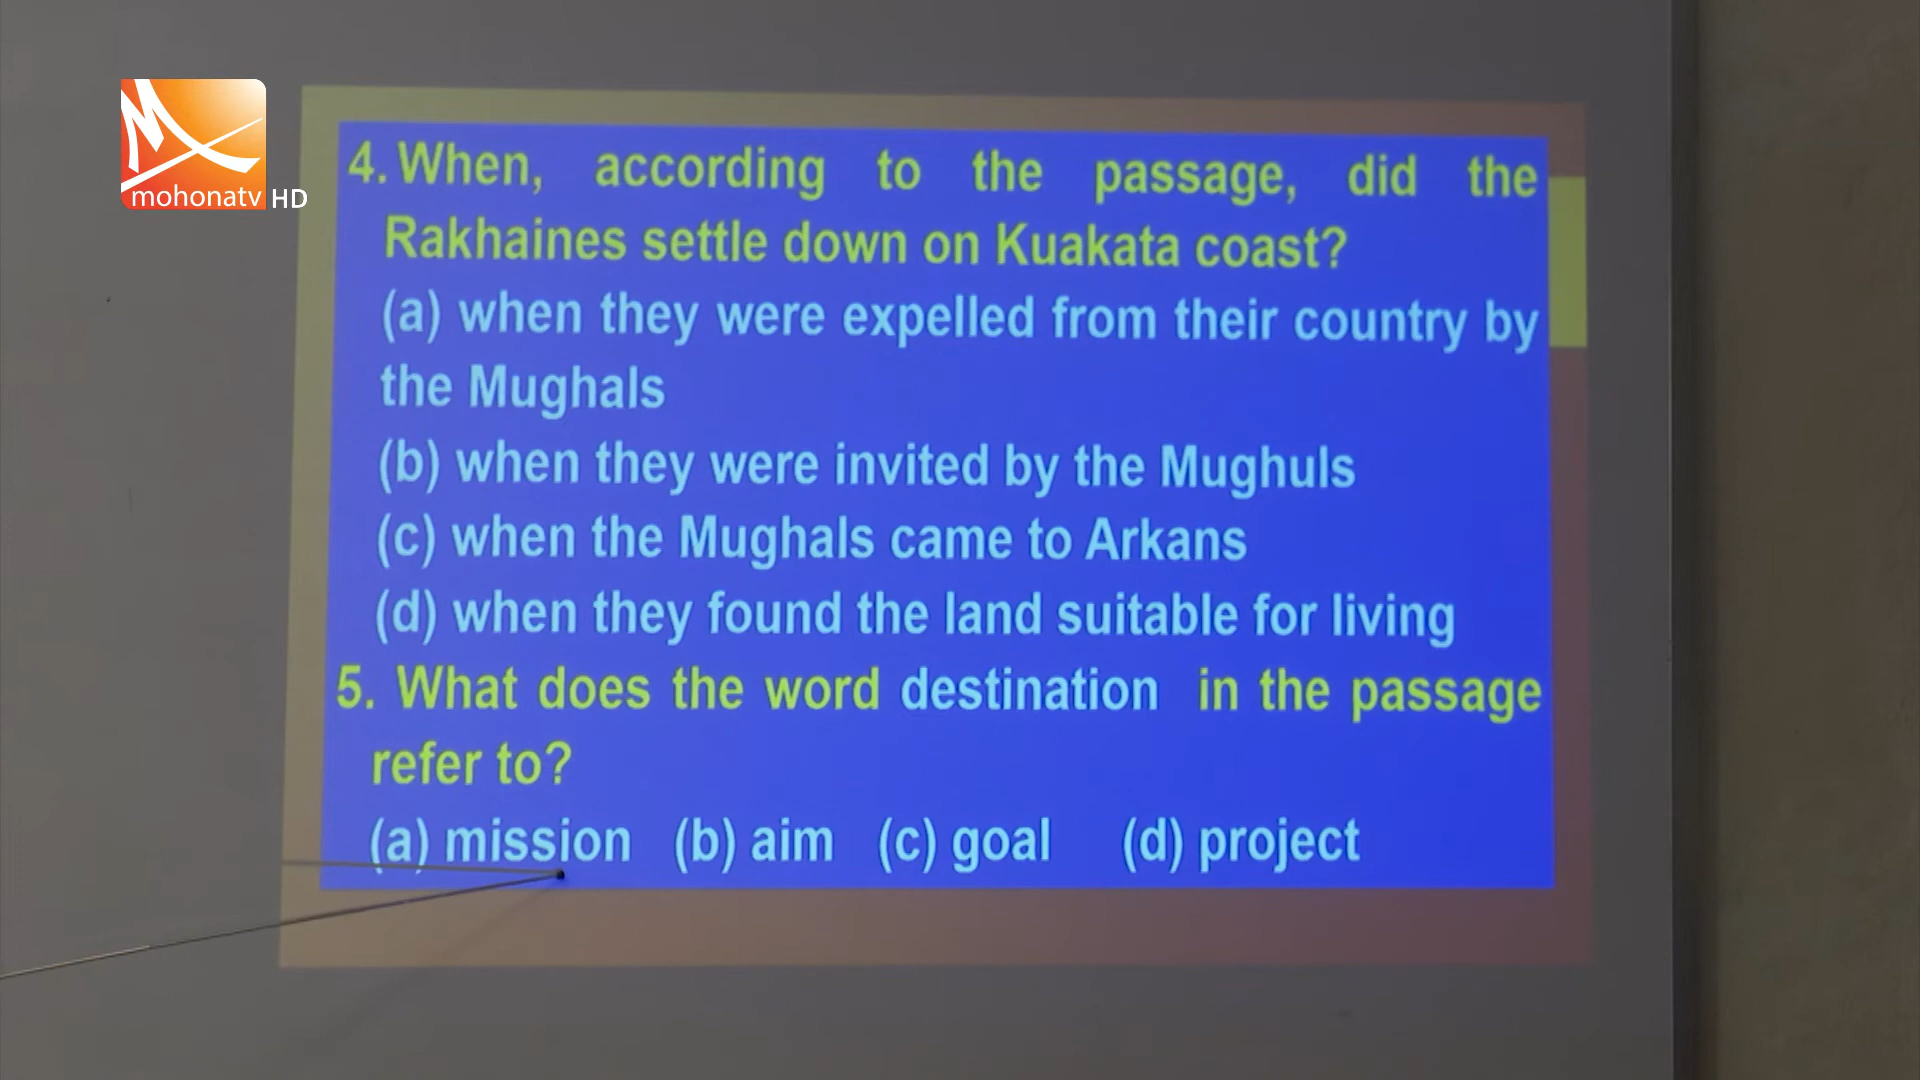 mohonatv HD
4. When, according to the passage, did the
Rakhaines settle down on Kuakata coast?
(a) when they were expelled from their country by
the Mughals
(b) when they were invited by the Mughuls
(c) when the Mughals came to Arkans
(d) when they found the land suitable for living
5. What does the word destination in the passage
refer to?
(a) mission (b) aim (c) goal (d) project